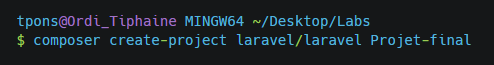 tpons@Ordi_Tiphaine MINGW64 ~/Desktop/Labs
$ composer create-project laravel/laravel Projet-final